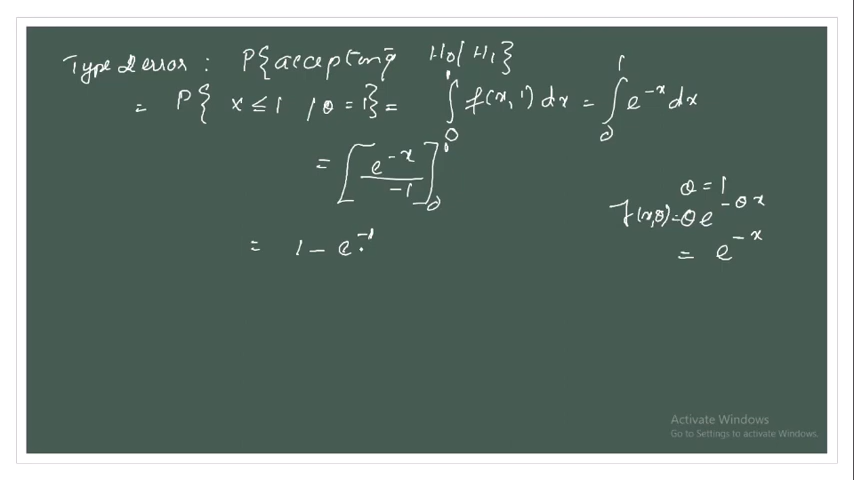 Type 2 error : P{accepting H₀ | H₁}
= P{ x ≤ 1 / θ = 1} = ∫₀¹ f(x, 1) dx = ∫₀¹ e^{-x} dx
= [ e^{-x} / -1 ]₀¹
θ = 1
f(x,θ) = θ e^{-θx}
= 1 - e^{-1}
= e^{-x}
Activate Windows
Go to Settings to activate Windows.